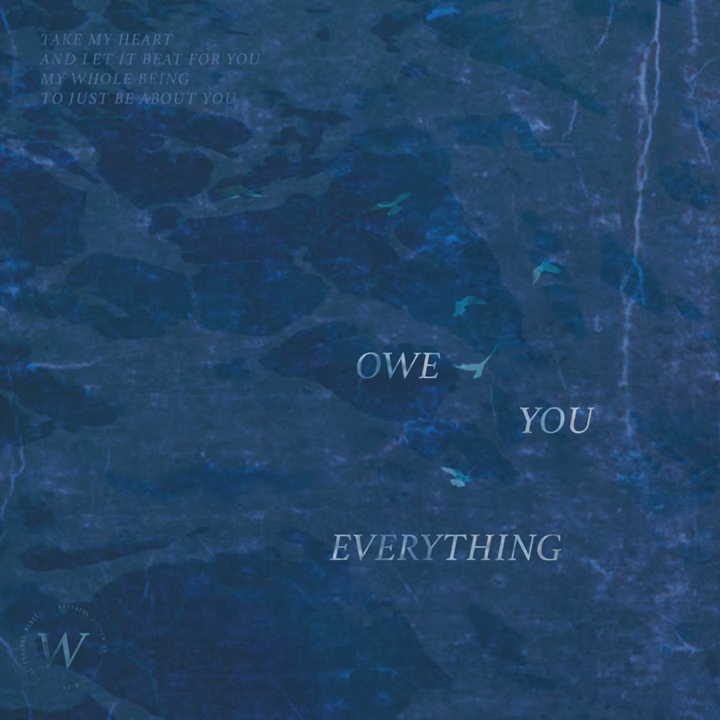 TAKE MY HEART
AND LET IT BEAT FOR YOU
MY WHOLE BEING
TO JUST BE ABOUT YOU
t
OWE
YOU
EVERYTHING
W